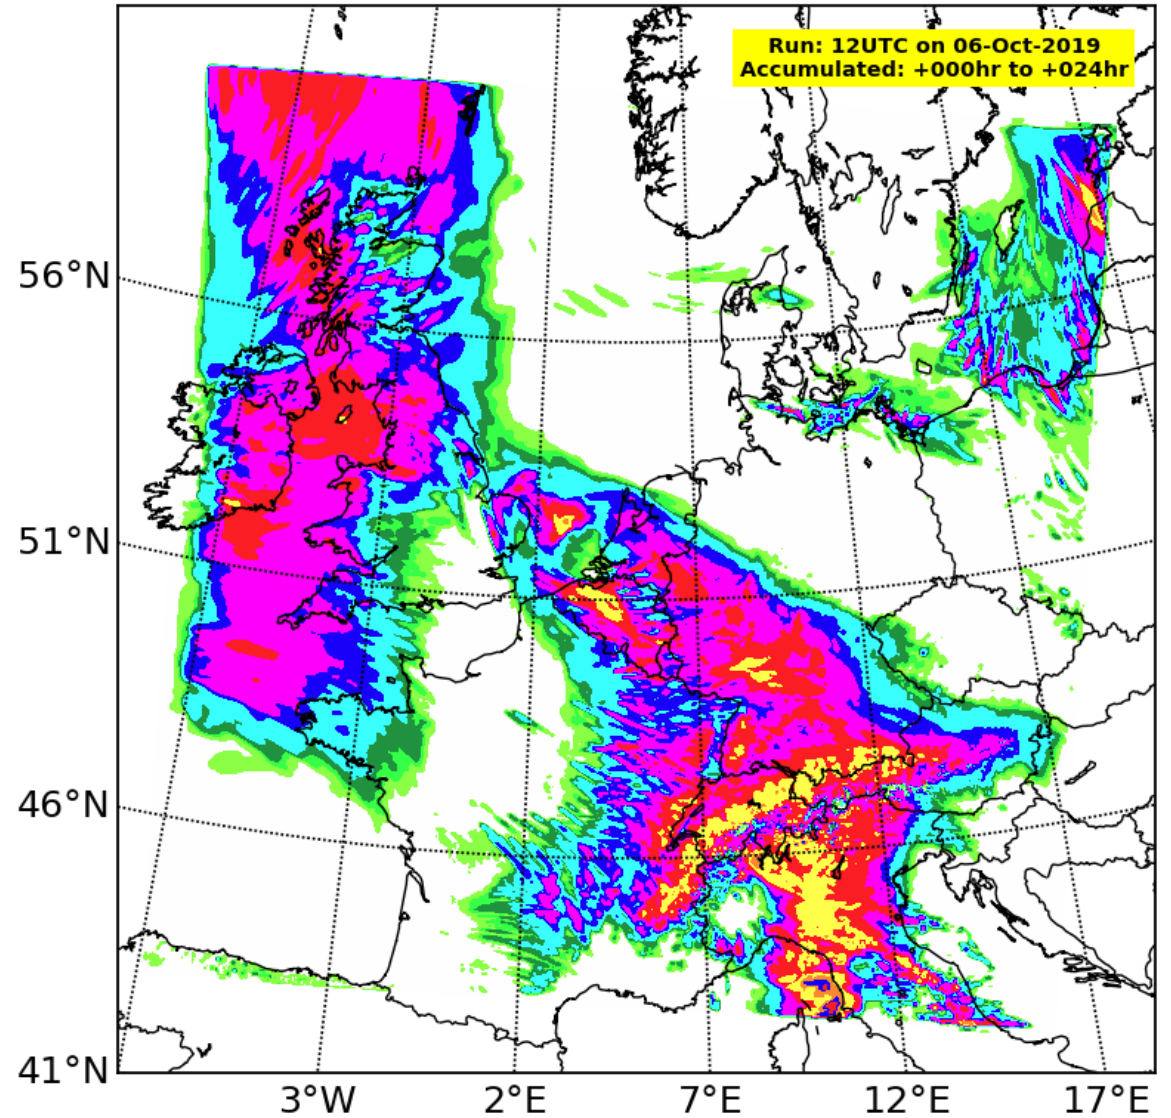 Run: 12UTC on 06-Oct-2019
Accumulated: +000hr to +024hr
56°N
51°N
46°N
41°N
3°W 2°E 7°E 12°E 17°E